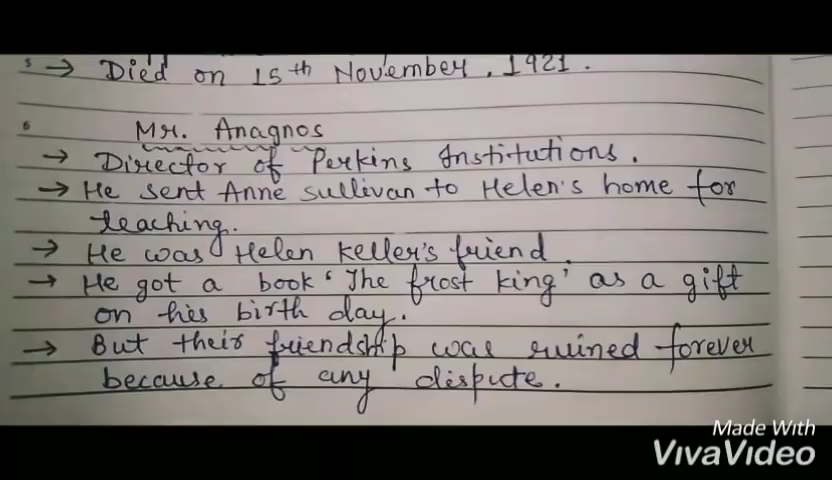 5 → Died on 15th November, 1921.
6
Mr. Anagnos
→ Director of Perkins Institutions.
→ He sent Anne Sullivan to Helen's home for
teaching.
→ He was Helen Keller's friend.
→ He got a book 'The frost king' as a gift
on his birth day.
→ But their friendship was ruined forever
because of any dispute.
Made With
VivaVideo